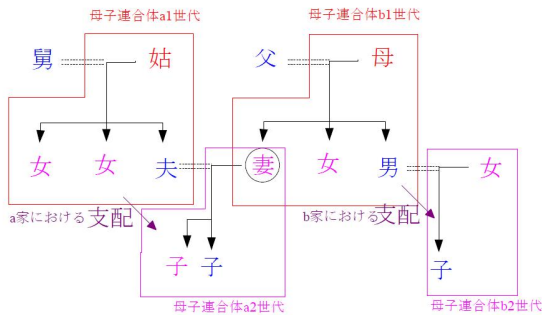 母子連合体a1世代
母子連合体b1世代
舅 姑 父 母
女 女 夫 妻 女 男 女
a家における支配
b家における支配
子 子 子
母子連合体a2世代
母子連合体b2世代